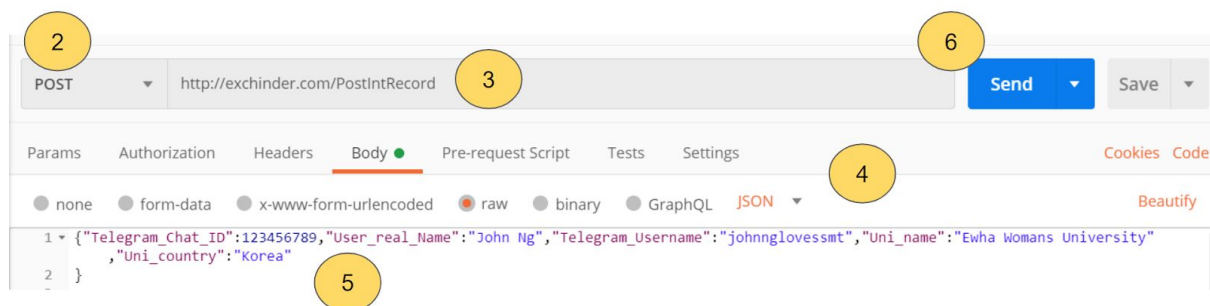 2
6
POST http://exchinder.com/PostIntRecord 3 Send Save
Params Authorization Headers Body Pre-request Script Tests Settings Cookies Code
4
none form-data x-www-form-urlencoded raw binary GraphQL JSON Beautify
1 {"Telegram_Chat_ID":123456789,"User_real_Name":"John Ng","Telegram_Username":"johnnglovessmt","Uni_name":"Ewha Womans University"
,"Uni_country":"Korea"
2 }
5